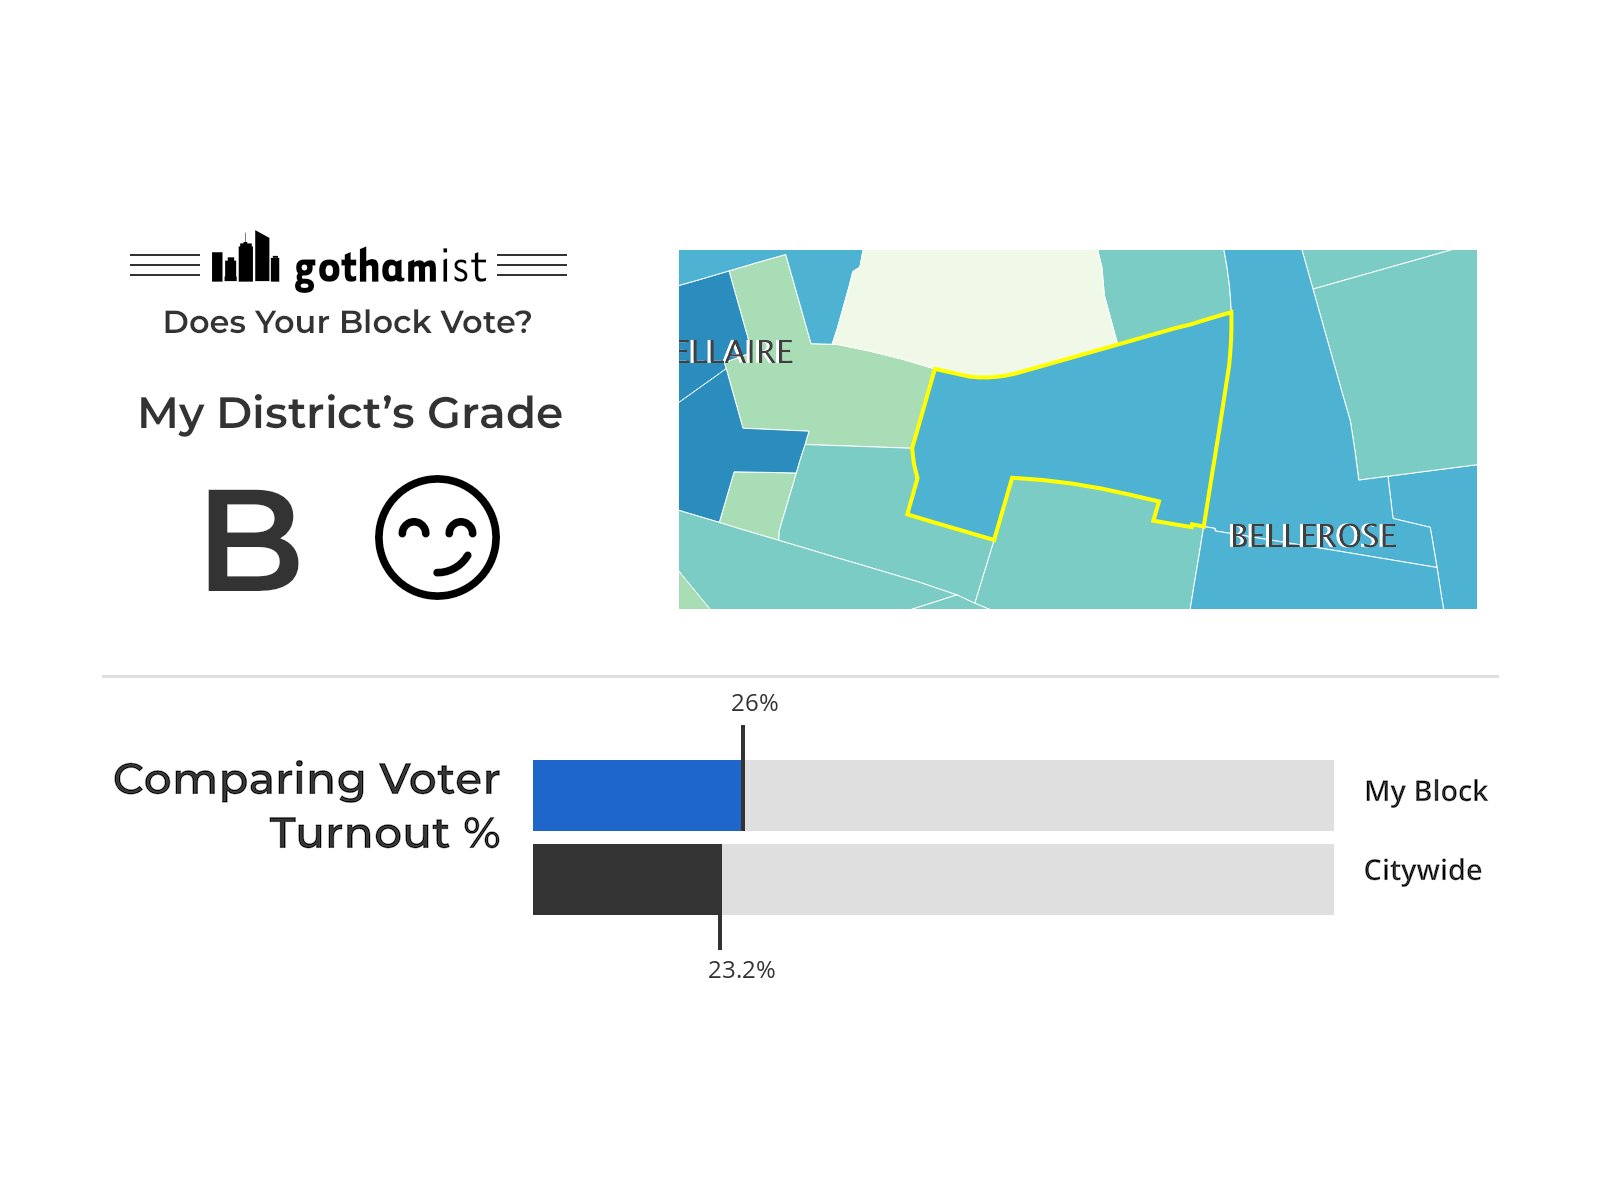 gothamist
Does Your Block Vote?
My District's Grade
B
ELLAIRE
BELLEROSE
26%
Comparing Voter
Turnout %
My Block
Citywide
23.2%